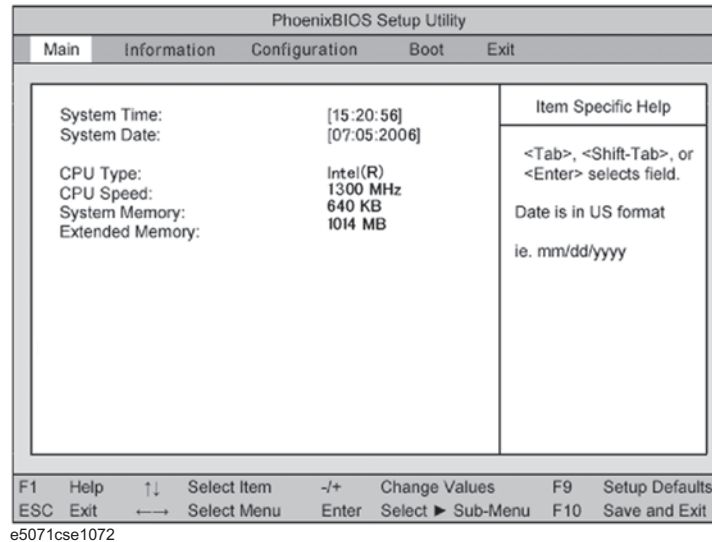 PhoenixBIOS Setup Utility
Main Information Configuration Boot Exit
System Time: [15:20:56]
System Date: [07:05:2006]
CPU Type: Intel(R)
CPU Speed: 1300 MHz
System Memory: 640 KB
Extended Memory: 1014 MB
Item Specific Help
<Tab>, <Shift-Tab>, or
<Enter> selects field.
Date is in US format
ie. mm/dd/yyyy
F1 Help ↑↓ Select Item -/+ Change Values F9 Setup Defaults
ESC Exit ←→ Select Menu Enter Select ► Sub-Menu F10 Save and Exit
e5071cse1072